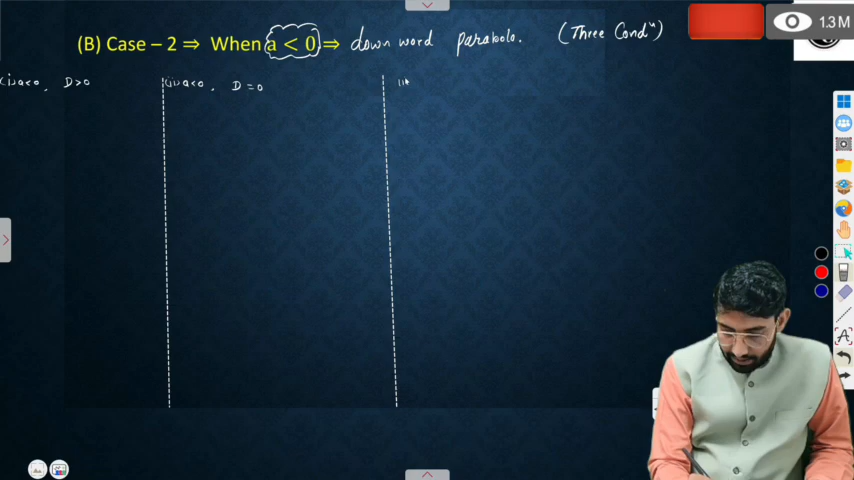 (B) Case – 2 ⇒ When a < 0 ⇒ down word parabola. (Three Condⁿ)
(i) a<0, D>0
(ii) a<0, D=0
1.3M